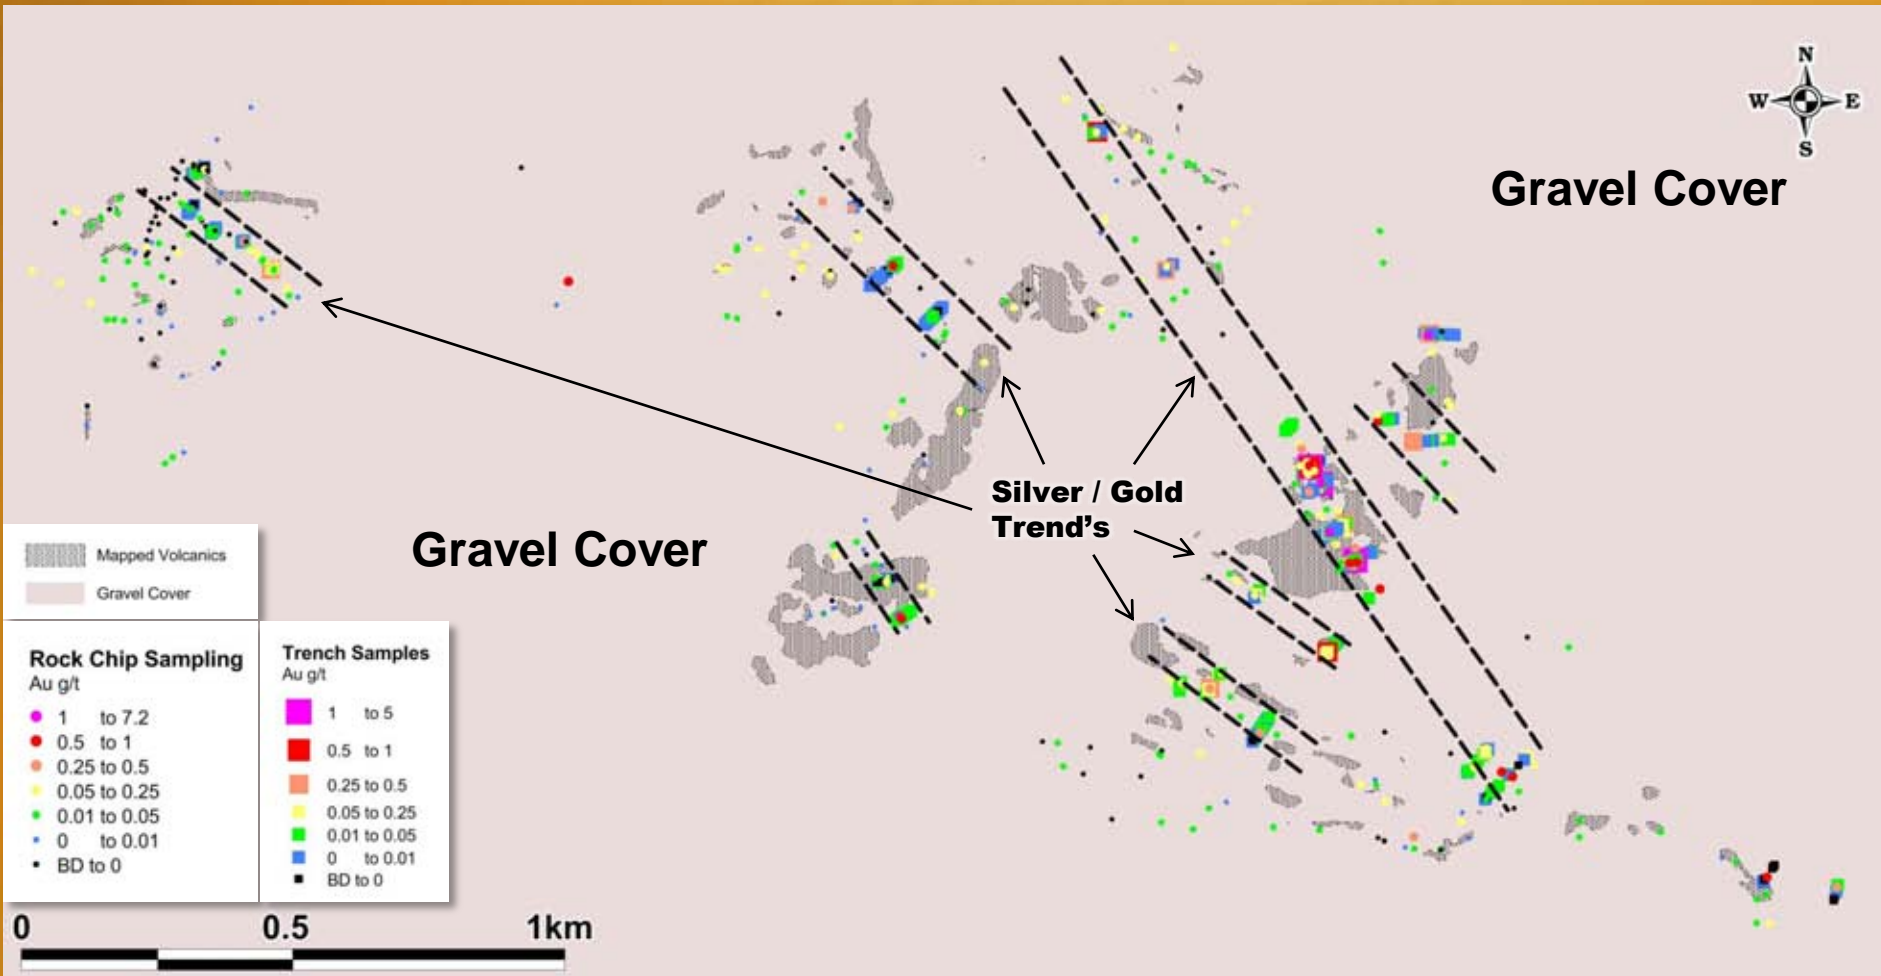 N
W E
S
Gravel Cover
Silver / Gold
Trend's
Gravel Cover
Mapped Volcanics
Gravel Cover
Rock Chip Sampling
Au g/t
1 to 7.2
0.5 to 1
0.25 to 0.5
0.05 to 0.25
0.01 to 0.05
0 to 0.01
BD to 0
Trench Samples
Au g/t
1 to 5
0.5 to 1
0.25 to 0.5
0.05 to 0.25
0.01 to 0.05
0 to 0.01
BD to 0
0 0.5 1km